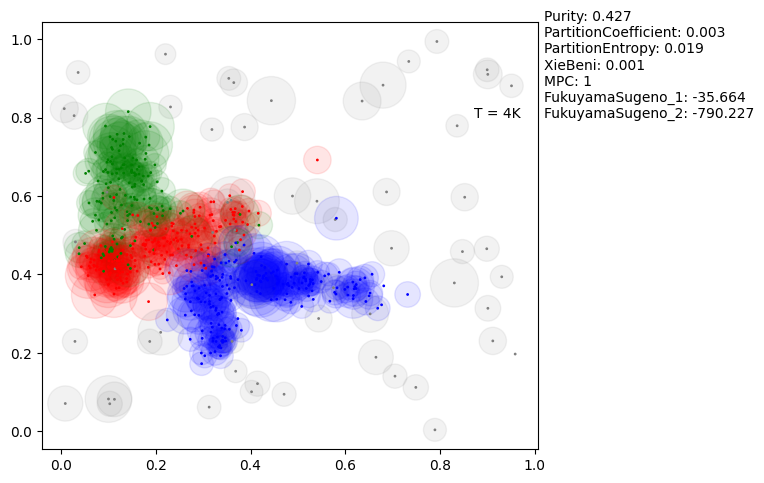 Purity: 0.427
PartitionCoefficient: 0.003
PartitionEntropy: 0.019
XieBeni: 0.001
MPC: 1
FukuyamaSugeno_1: -35.664
FukuyamaSugeno_2: -790.227
T = 4K
1.0
0.8
0.6
0.4
0.2
0.0
0.0 0.2 0.4 0.6 0.8 1.0